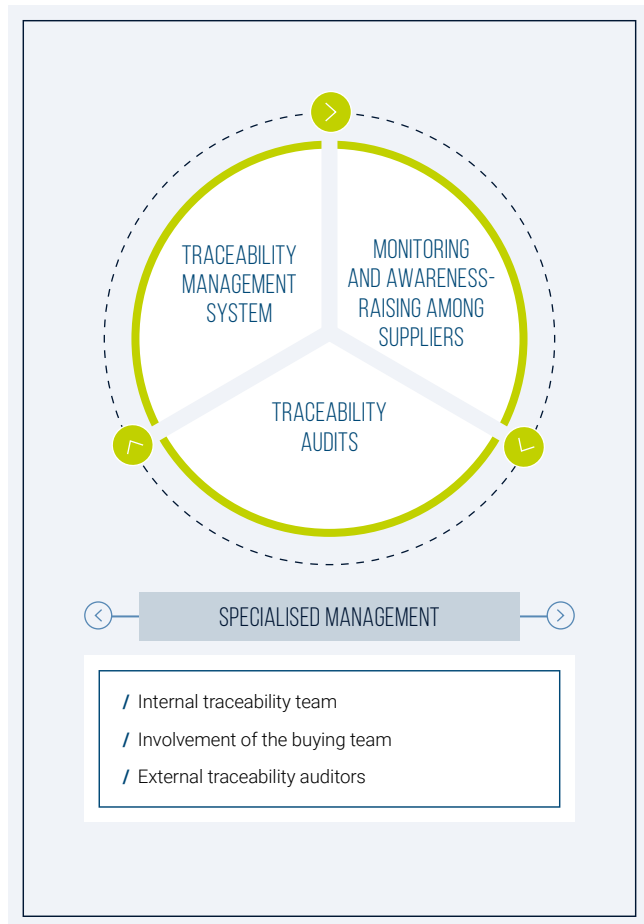 TRACEABILITY
MANAGEMENT
SYSTEM
MONITORING
AND AWARENESS-
RAISING AMONG
SUPPLIERS
TRACEABILITY
AUDITS
SPECIALISED MANAGEMENT
/ Internal traceability team
/ Involvement of the buying team
/ External traceability auditors